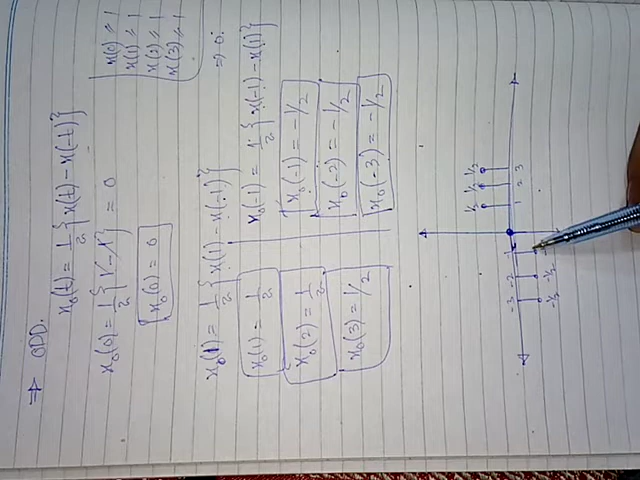 ⇒ ODD.
x₀(t) = 1/2 {x(t) - x(-t)}
x₀(0) = 1/2 {1 - 1} = 0
x₀(0) = 0
x(0) = 1
x(1) = 1
x(2) = 1
x(3) = 1
x₀(1) = 1/2 {x(1) - x(-1)} ⇒ 0.
x₀(1) = 1/2
x₀(2) = 1/2
x₀(3) = 1/2
x₀(-1) = 1/2 {x(-1) - x(1)}
x₀(-1) = -1/2
x₀(-2) = -1/2
x₀(-3) = -1/2
1/2 1/2 1/2
-3 -2 -1 1 2 3
-1/2 -1/2